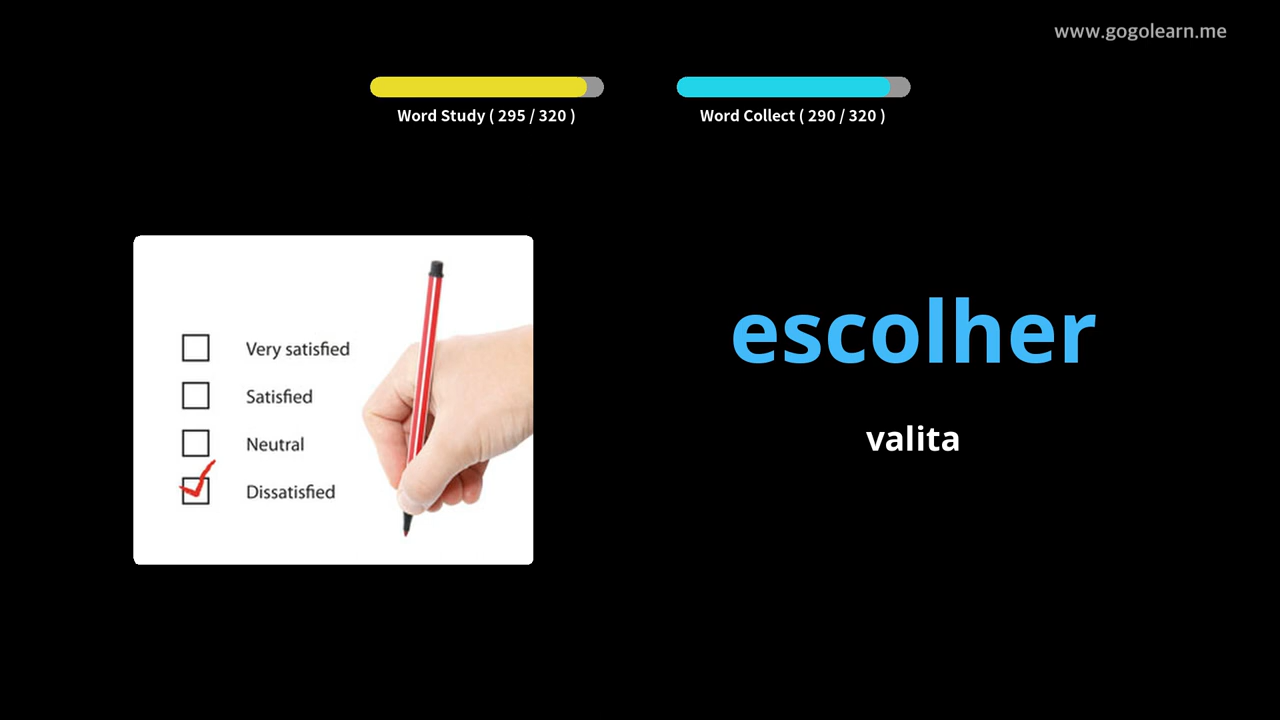 www.gogolearn.me
Word Study ( 295 / 320 )
Word Collect ( 290 / 320 )
Very satisfied
Satisfied
Neutral
Dissatisfied
escolher
valita